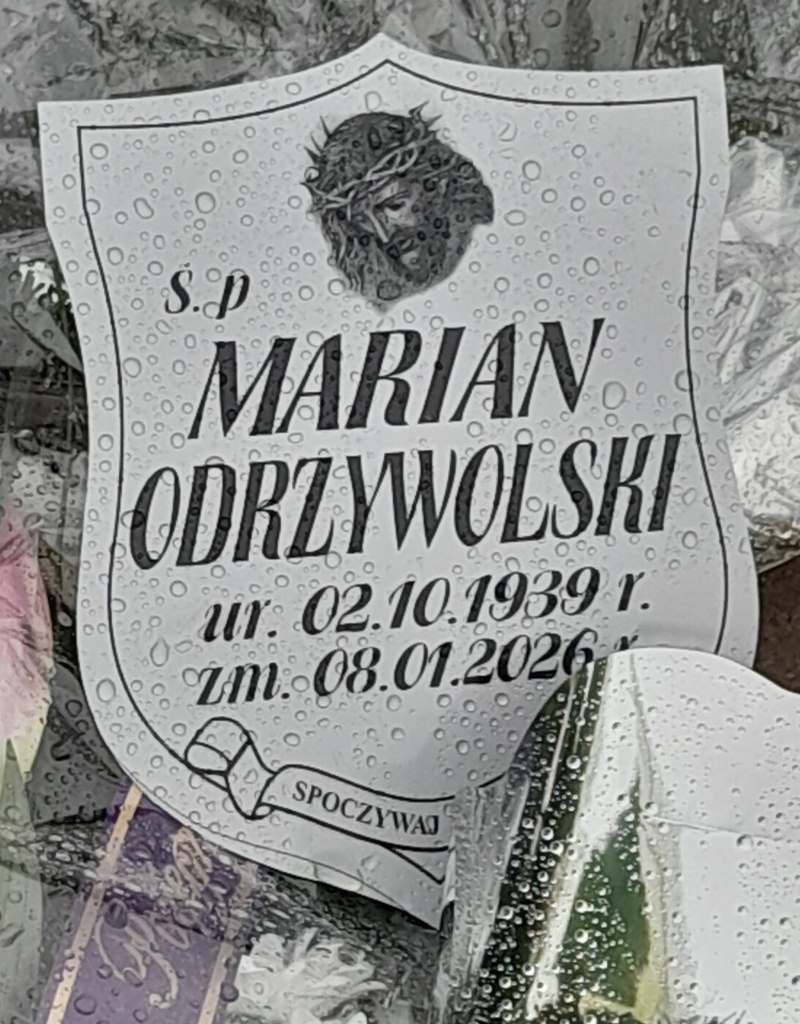 ś.p
MARIAN
ODRZYWOLSKI
ur. 02.10.1939 r.
zm. 08.01.2026 r
SPOCZYWAJ